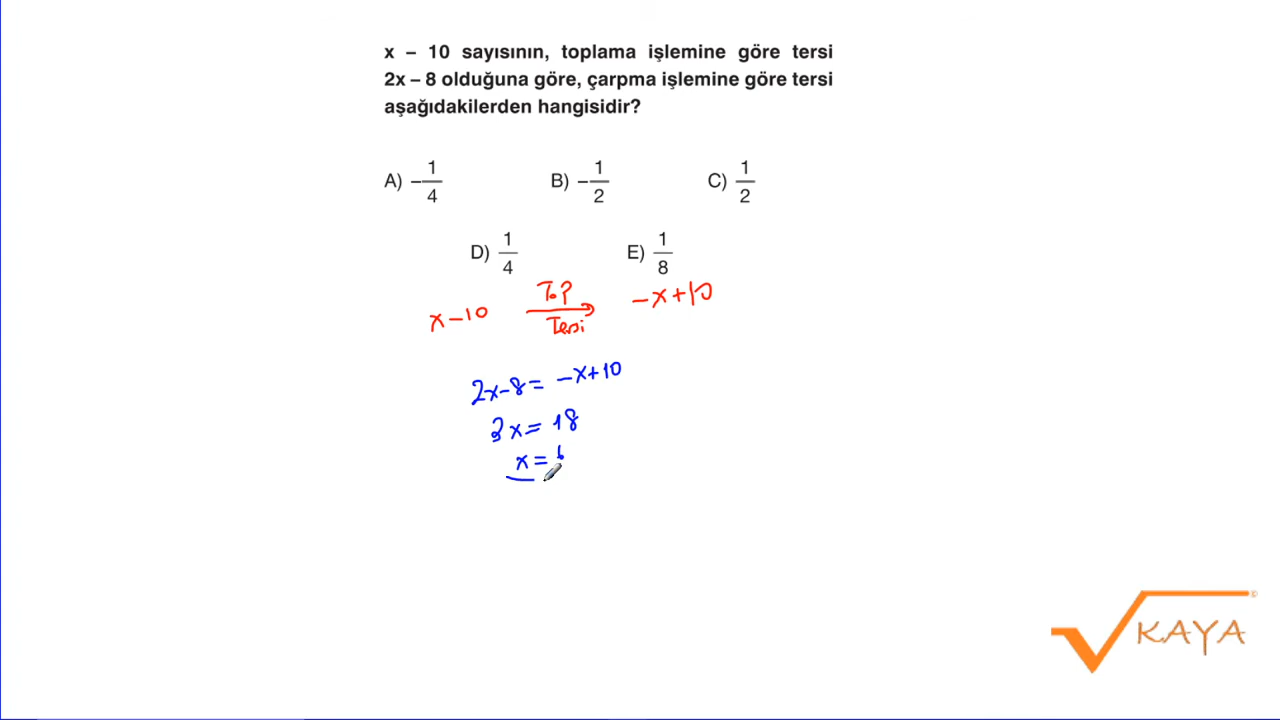 x – 10 sayısının, toplama işlemine göre tersi
2x – 8 olduğuna göre, çarpma işlemine göre tersi
aşağıdakilerden hangisidir?
A) –1/4 B) –1/2 C) 1/2
D) 1/4 E) 1/8
x–10 Top Tersi –x+10
2x–8= –x+10
3x= 18
x= 6
KAYA